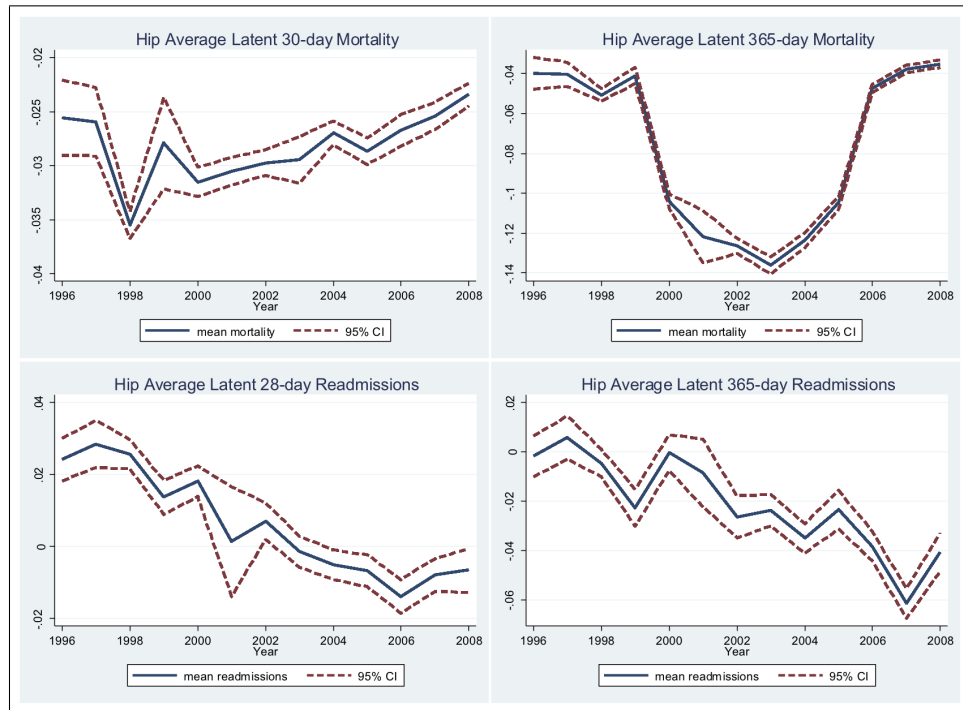 Hip Average Latent 30-day Mortality
-.02
-.025
-.03
-.035
-.04
1996 1998 2000 2002 2004 2006 2008
Year
mean mortality 95% CI
Hip Average Latent 365-day Mortality
-.04
-.06
-.08
-.1
-.12
-.14
1996 1998 2000 2002 2004 2006 2008
Year
mean mortality 95% CI
Hip Average Latent 28-day Readmissions
.04
.02
0
-.02
1996 1998 2000 2002 2004 2006 2008
Year
mean readmissions 95% CI
Hip Average Latent 365-day Readmissions
.02
0
-.02
-.04
-.06
1996 1998 2000 2002 2004 2006 2008
Year
mean readmissions 95% CI